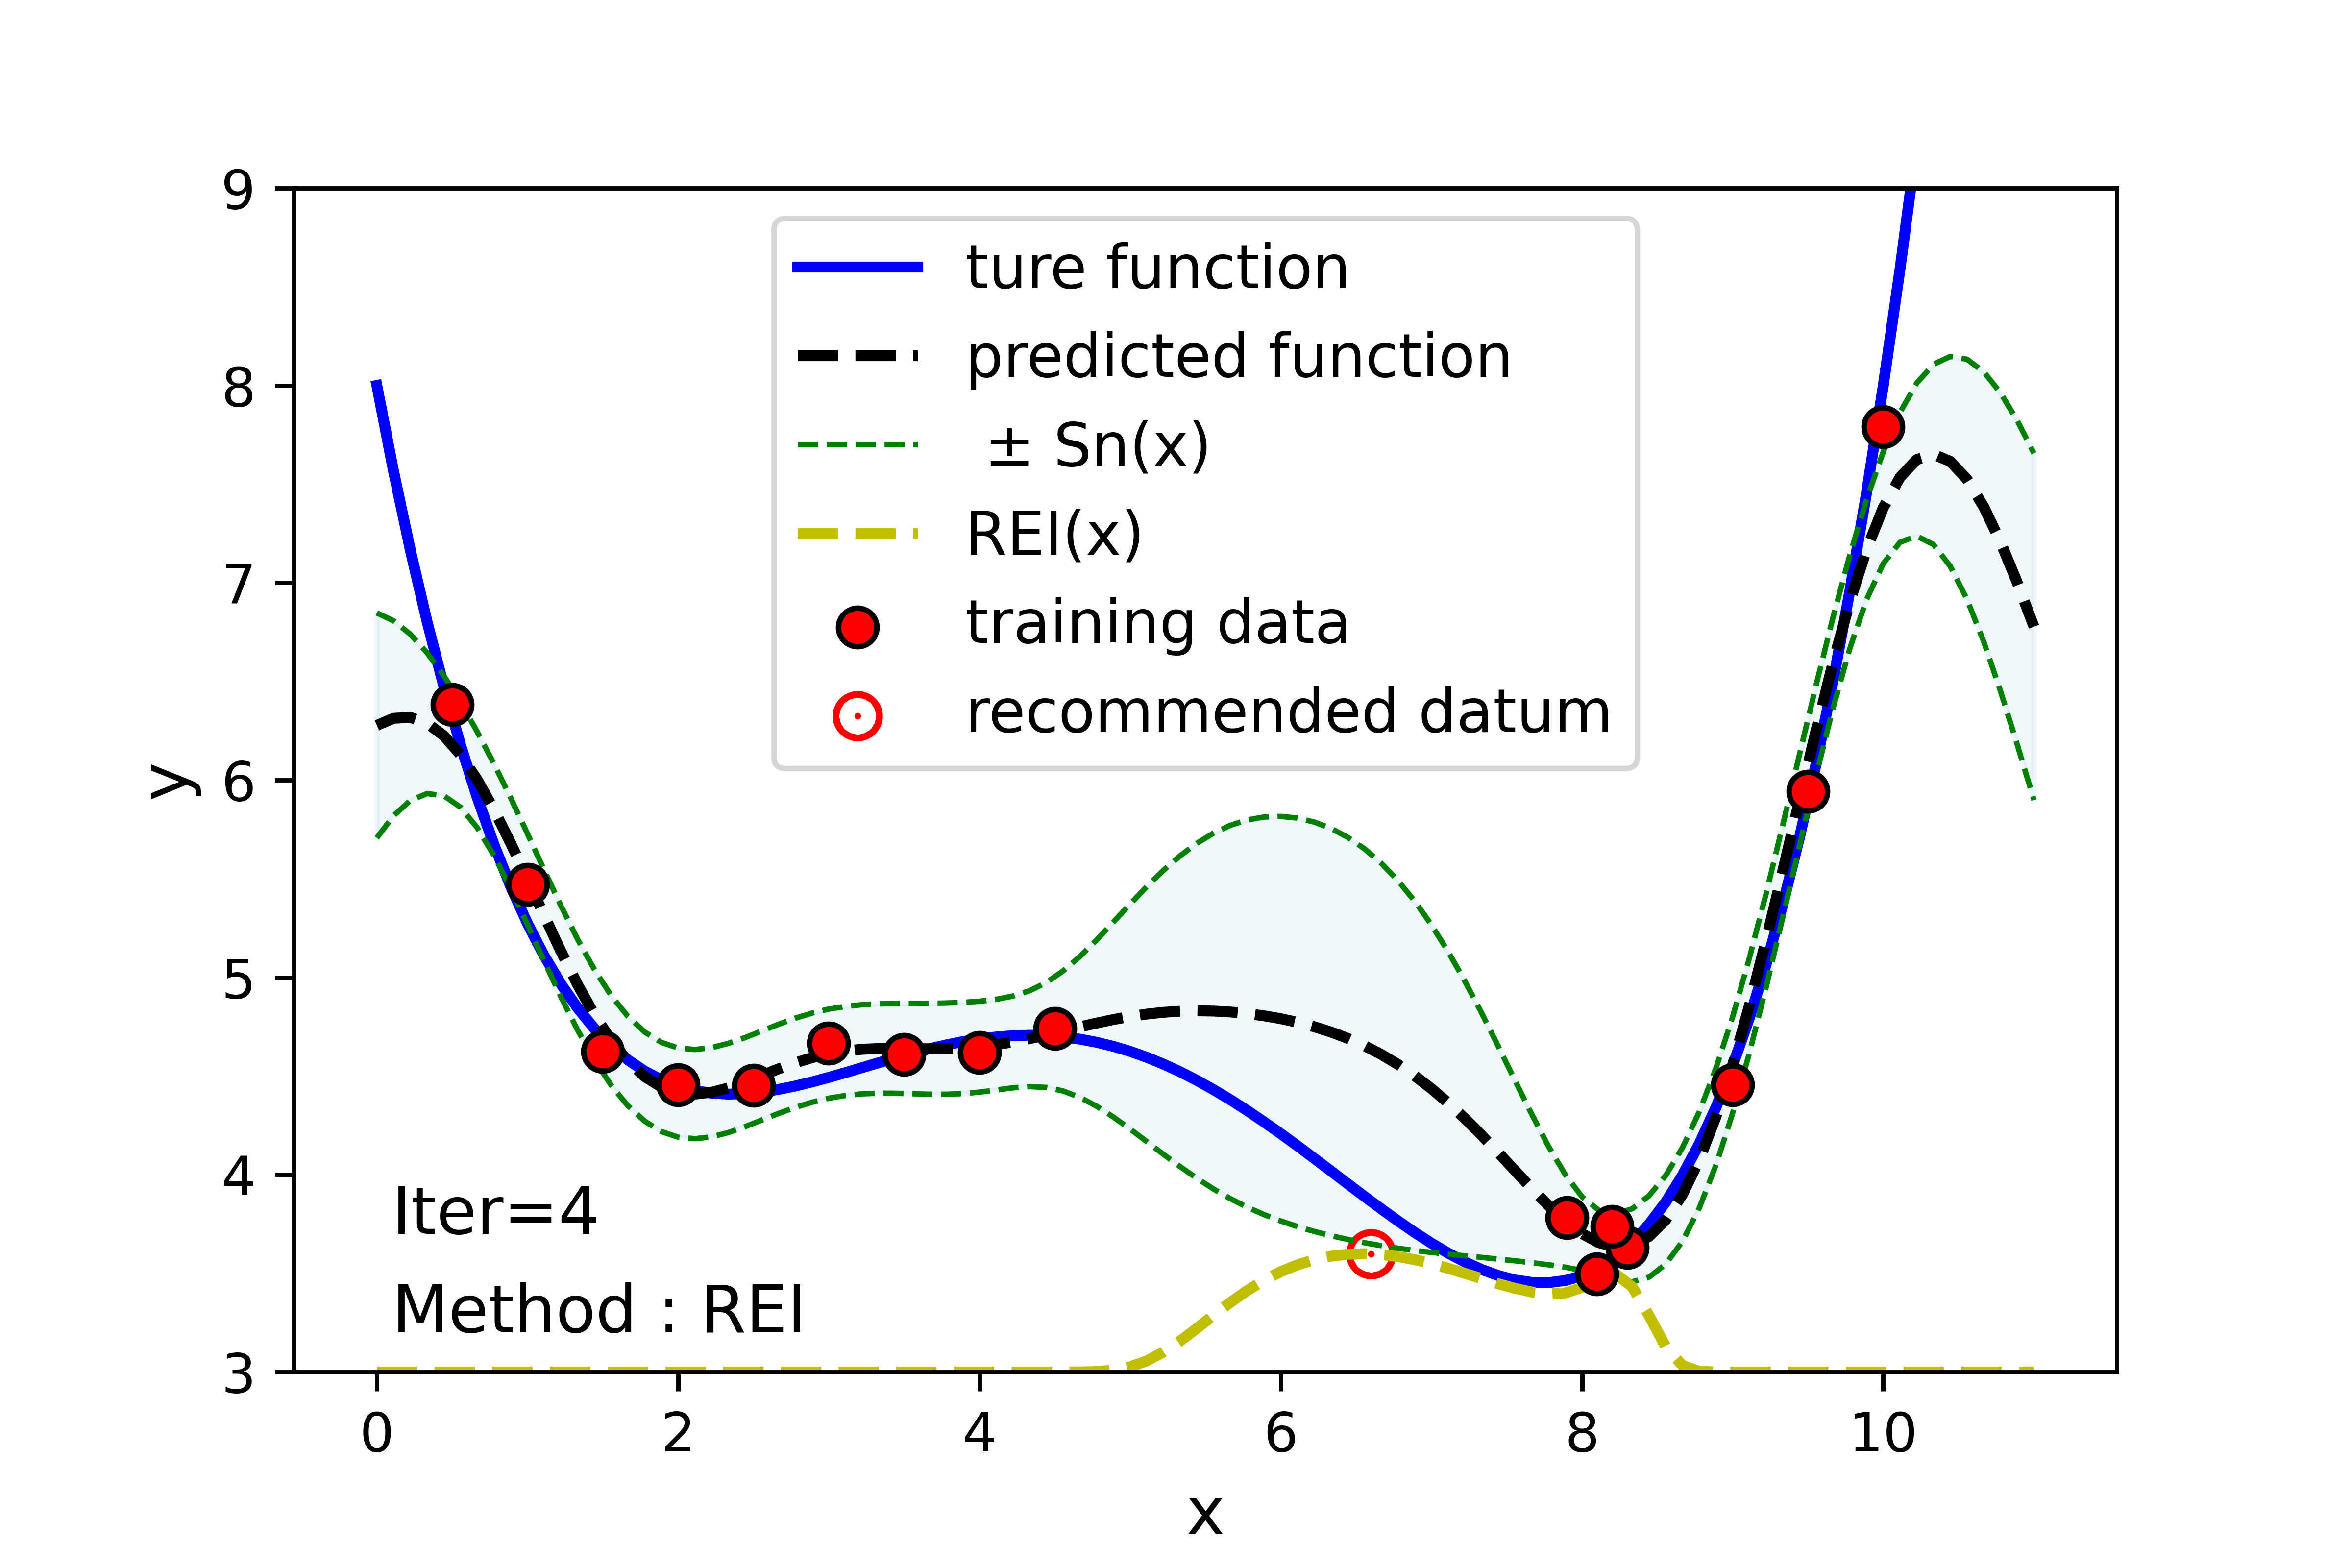 9
8
7
6
5
4
3
y
ture function
predicted function
± Sn(x)
REI(x)
training data
recommended datum
Iter=4
Method : REI
0 2 4 6 8 10
x